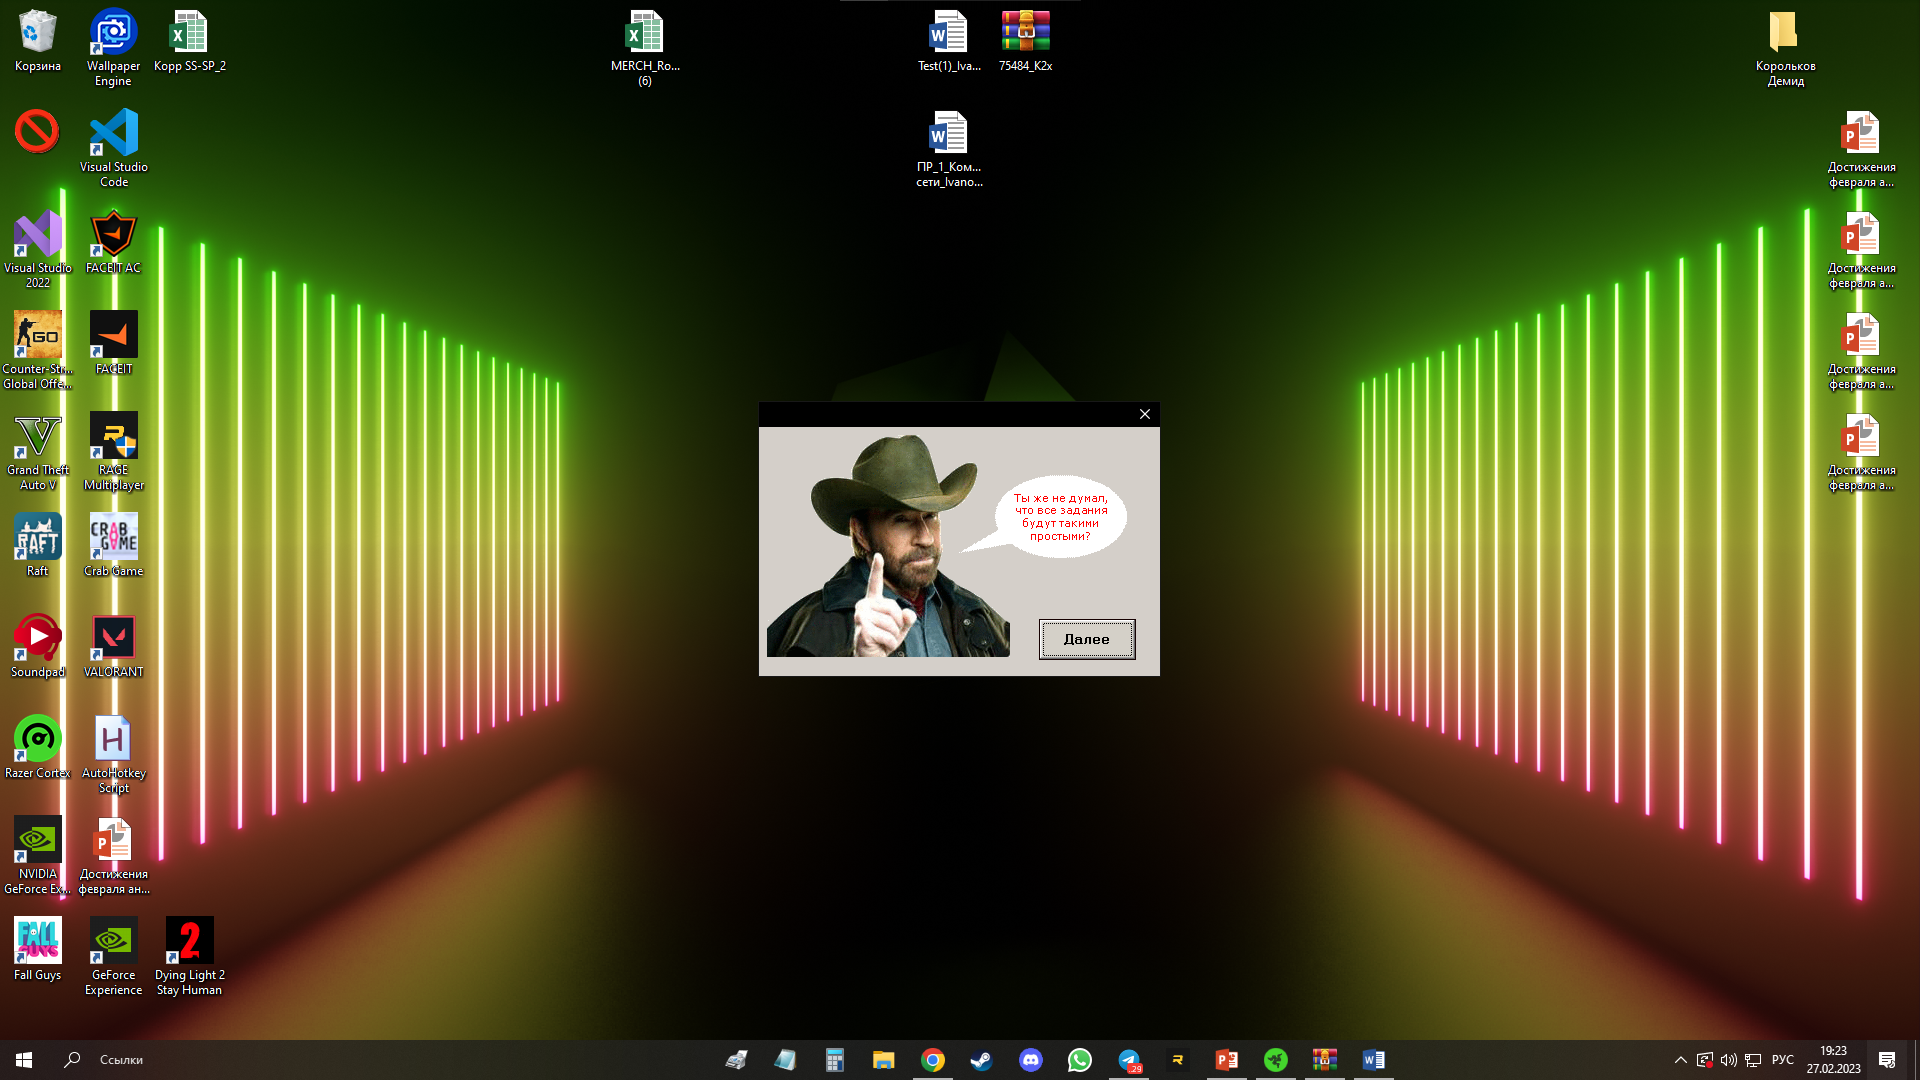 Корзина
Wallpaper
Engine
Корр SS-SP_2
MERCH_Ro...
(6)
Test(1)_Iva...
75484_K2x
Корольков
Демид
Visual Studio
Code
ПР_1_Ком...
сети_Ivano...
Достижения
февраля а...
Visual Studio
2022
FACEIT AC
Достижения
февраля а...
Counter-Str...
Global Offe...
FACEIT
Достижения
февраля а...
Grand Theft
Auto V
RAGE
Multiplayer
Достижения
февраля а...
Ты же не думал,
что все задания
будут такими
простыми?
Далее
Raft
Crab Game
Soundpad
VALORANT
Razer Cortex
AutoHotkey
Script
NVIDIA
GeForce Ex...
Достижения
февраля ан...
Fall Guys
GeForce
Experience
Dying Light 2
Stay Human
Ссылки
29
РУС
19:23
27.02.2023